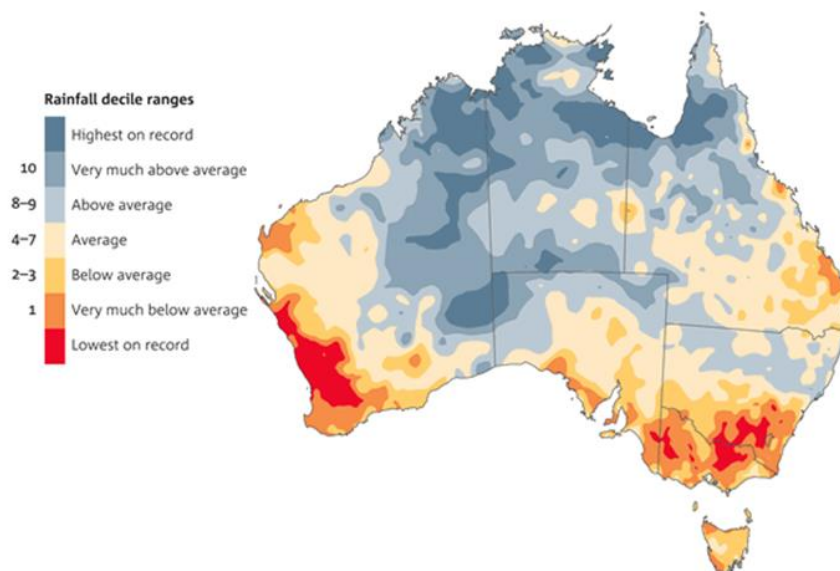 Rainfall decile ranges
Highest on record
10 Very much above average
8–9 Above average
4–7 Average
2–3 Below average
1 Very much below average
Lowest on record